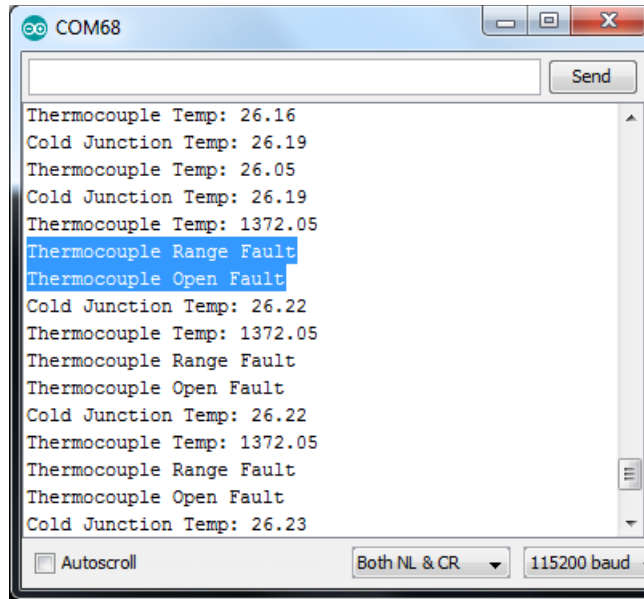 COM68
Send
Thermocouple Temp: 26.16
Cold Junction Temp: 26.19
Thermocouple Temp: 26.05
Cold Junction Temp: 26.19
Thermocouple Temp: 1372.05
Thermocouple Range Fault
Thermocouple Open Fault
Cold Junction Temp: 26.22
Thermocouple Temp: 1372.05
Thermocouple Range Fault
Thermocouple Open Fault
Cold Junction Temp: 26.22
Thermocouple Temp: 1372.05
Thermocouple Range Fault
Thermocouple Open Fault
Cold Junction Temp: 26.23
Autoscroll Both NL & CR 115200 baud